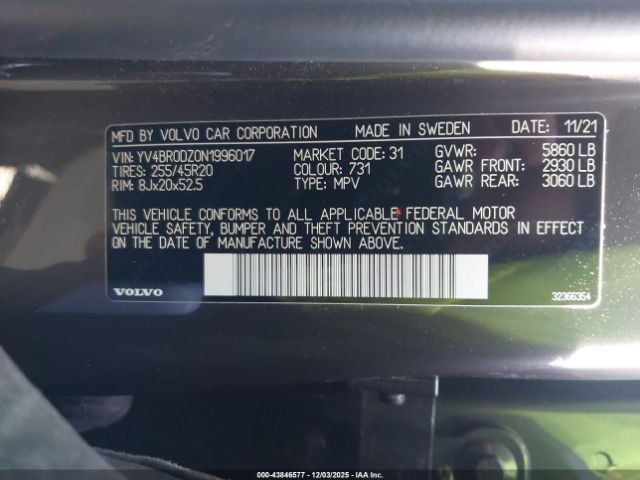 MFD BY VOLVO CAR CORPORATION MADE IN SWEDEN DATE: 11/21
VIN: YV4BR0DZ0N1996017 MARKET CODE: 31 GVWR: 5860 LB
TIRES: 255/45R20 COLOUR: 731 GAWR FRONT: 2930 LB
RIM: 8Jx20x52.5 TYPE: MPV GAWR REAR: 3060 LB
THIS VEHICLE CONFORMS TO ALL APPLICABLE FEDERAL MOTOR
VEHICLE SAFETY, BUMPER AND THEFT PREVENTION STANDARDS IN EFFECT
ON THE DATE OF MANUFACTURE SHOWN ABOVE.
VOLVO 32366354
000-43846577 - 12/03/2025 - IAAI.CA